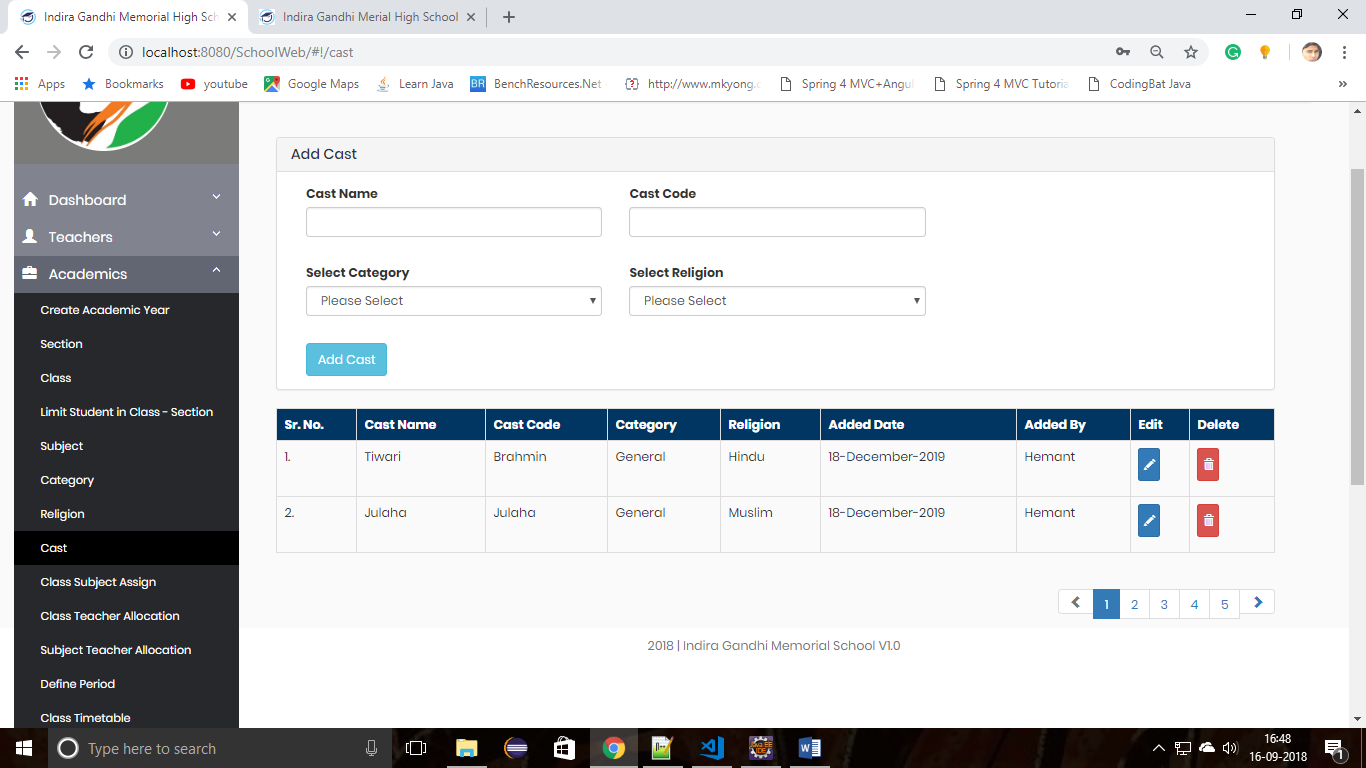 Indira Gandhi Memorial High Sch
Indira Gandhi Merial High School
localhost:8080/SchoolWeb/#!/cast
Apps
Bookmarks
youtube
Google Maps
Learn Java
BR BenchResources.Net
http://www.mkyong.c
Spring 4 MVC+Angul
Spring 4 MVC Tutoria
CodingBat Java
»
Dashboard
Teachers
Academics
Create Academic Year
Section
Class
Limit Student in Class - Section
Subject
Category
Religion
Cast
Class Subject Assign
Class Teacher Allocation
Subject Teacher Allocation
Define Period
Class Timetable
Add Cast
Cast Name Cast Code
Select Category Select Religion
Please Select Please Select
Add Cast
Sr. No. Cast Name Cast Code Category Religion Added Date Added By Edit Delete
1. Tiwari Brahmin General Hindu 18-December-2019 Hemant
2. Julaha Julaha General Muslim 18-December-2019 Hemant
1 2 3 4 5
2018 | Indira Gandhi Memorial School V1.0
Type here to search
16:48
16-09-2018
1